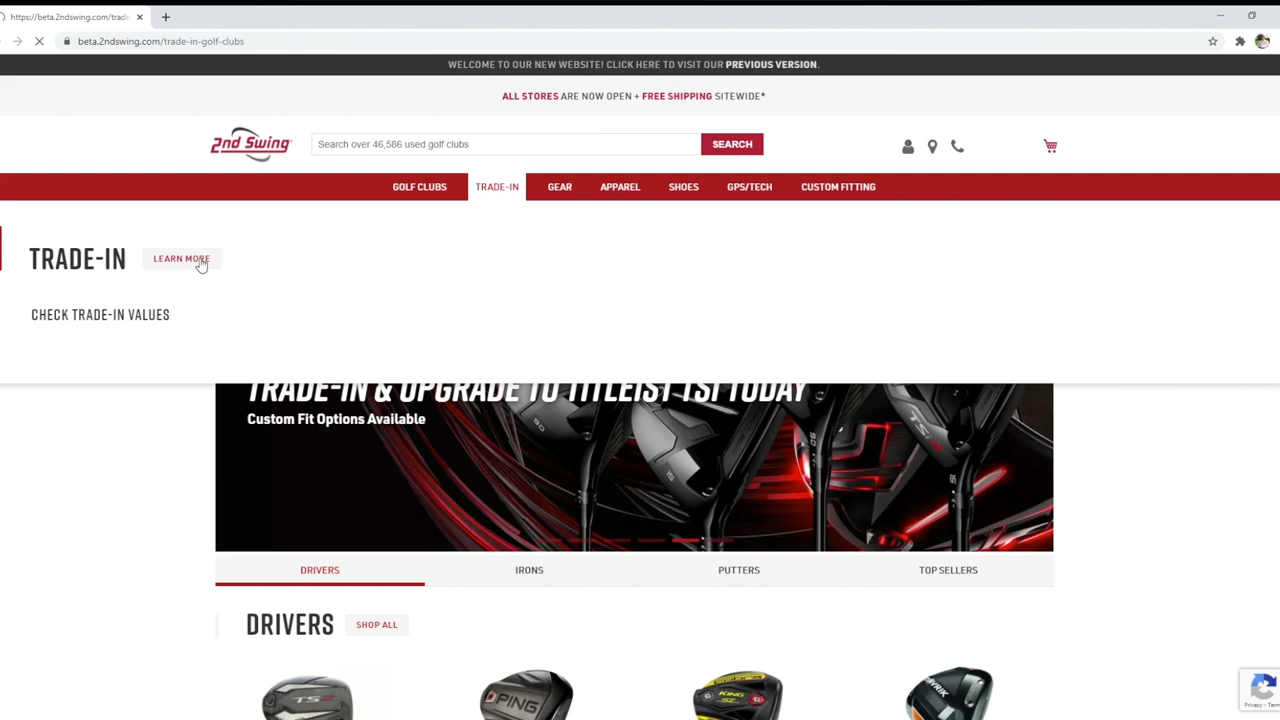 https://beta.2ndswing.com/trade
beta.2ndswing.com/trade-in-golf-clubs
WELCOME TO OUR NEW WEBSITE! CLICK HERE TO VISIT OUR PREVIOUS VERSION.
ALL STORES ARE NOW OPEN + FREE SHIPPING SITEWIDE*
2nd Swing
Search over 46,586 used golf clubs
SEARCH
GOLF CLUBS TRADE-IN GEAR APPAREL SHOES GPS/TECH CUSTOM FITTING
TRADE-IN LEARN MORE
CHECK TRADE-IN VALUES
TRADE-IN & UPGRADE TO TITLEIST TSI TODAY
Custom Fit Options Available
DRIVERS IRONS PUTTERS TOP SELLERS
DRIVERS SHOP ALL
TS2 PING KING SZ
Privacy - Term